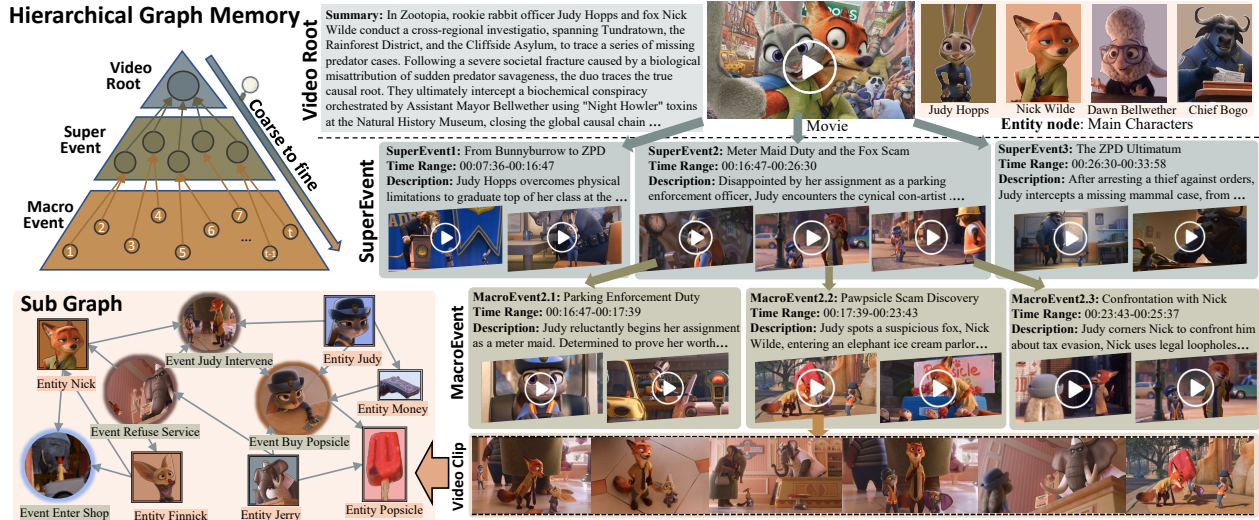 Hierarchical Graph Memory
Video
Root
Super
Event
Macro
Event
Coarse to fine
1
2
3
4
5
6
7
...
t-1
t
Video Root
Summary: In Zootopia, rookie rabbit officer Judy Hopps and fox Nick
Wilde conduct a cross-regional investigatio, spanning Tundratown, the
Rainforest District, and the Cliffside Asylum, to trace a series of missing
predator cases. Following a severe societal fracture caused by a biological
misattribution of sudden predator savageness, the duo traces the true
causal root. They ultimately intercept a biochemical conspiracy
orchestrated by Assistant Mayor Bellwether using "Night Howler" toxins
at the Natural History Museum, closing the global causal chain ...
Movie
Judy Hopps
Nick Wilde
Dawn Bellwether
Chief Bogo
Entity node: Main Characters
SuperEvent
SuperEvent1: From Bunnyburrow to ZPD
Time Range: 00:07:36-00:16:47
Description: Judy Hopps overcomes physical
limitations to graduate top of her class at the ...
SuperEvent2: Meter Maid Duty and the Fox Scam
Time Range: 00:16:47-00:26:30
Description: Disappointed by her assignment as a parking
enforcement officer, Judy encounters the cynical con-artist ....
SuperEvent3: The ZPD Ultimatum
Time Range: 00:26:30-00:33:58
Description: After arresting a thief against orders,
Judy intercepts a missing mammal case, from ...
MacroEvent
MacroEvent2.1: Parking Enforcement Duty
Time Range: 00:16:47-00:17:39
Description: Judy reluctantly begins her assignment
as a meter maid. Determined to prove her worth...
MacroEvent2.2: Pawpsicle Scam Discovery
Time Range: 00:17:39-00:23:43
Description: Judy spots a suspicious fox, Nick
Wilde, entering an elephant ice cream parlor...
MacroEvent2.3: Confrontation with Nick
Time Range: 00:23:43-00:25:37
Description: Judy corners Nick to confront him
about tax evasion, Nick uses legal loopholes...
Video Clip
Sub Graph
Entity Nick
Event Judy Intervene
Entity Judy
Event Refuse Service
Event Buy Popsicle
Entity Money
Event Enter Shop
Entity Finnick
Entity Jerry
Entity Popsicle